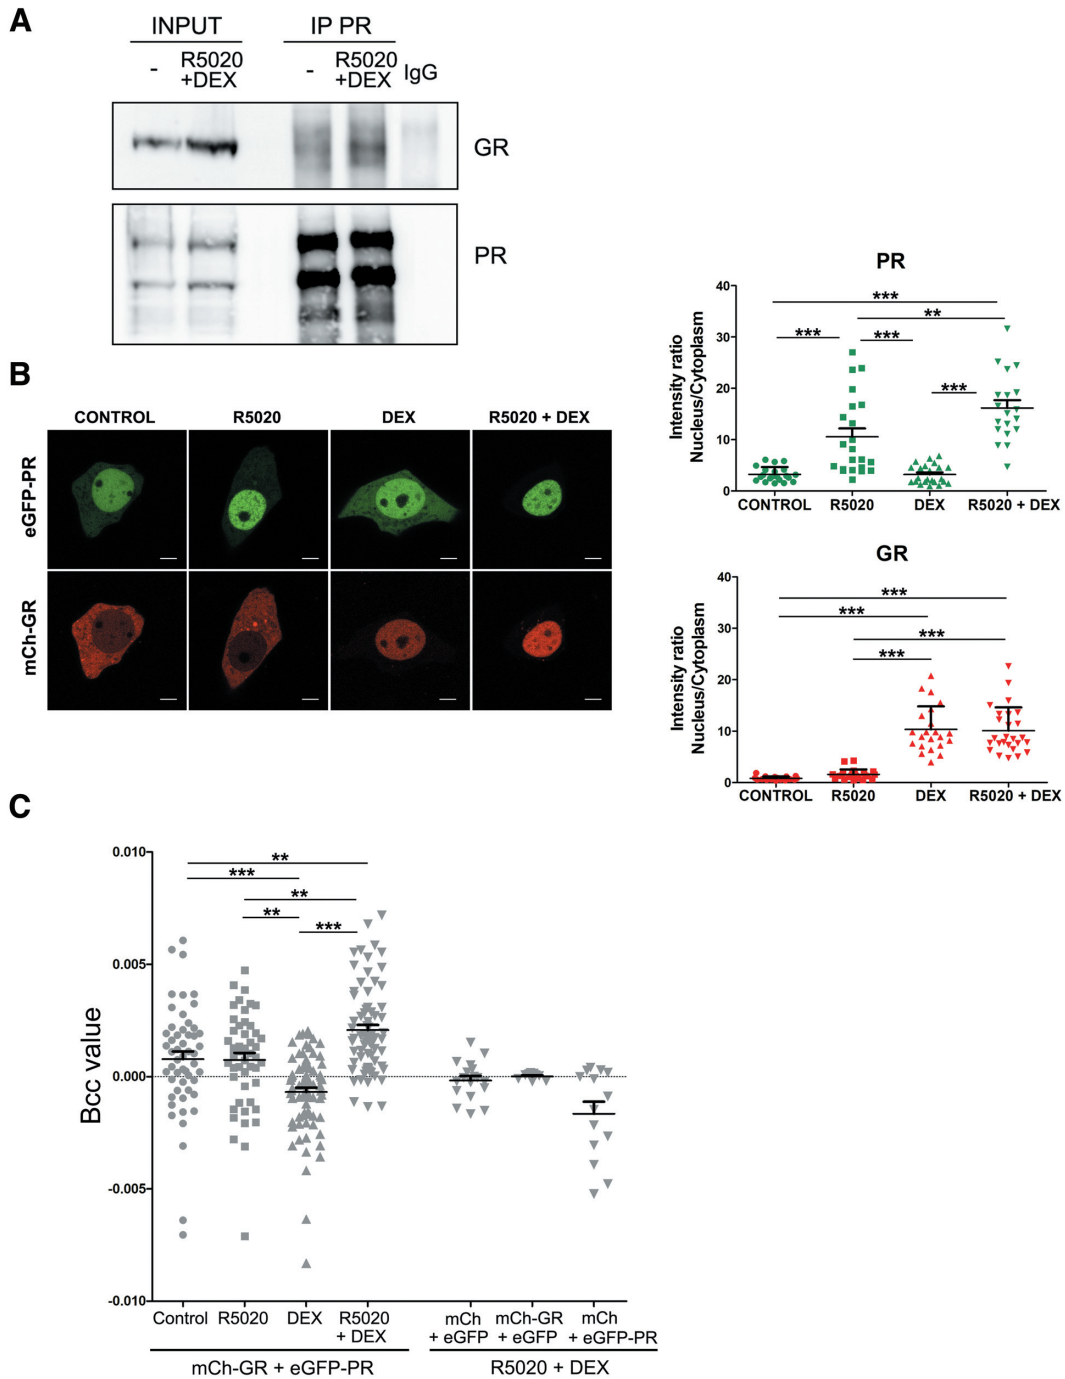 A
INPUT IP PR
- R5020 +DEX - R5020 +DEX IgG
GR
PR
B
CONTROL R5020 DEX R5020 + DEX
eGFP-PR
mCh-GR
PR
Intensity ratio
Nucleus/Cytoplasm
40
30
20
10
0
***
**
*** ***
***
CONTROL R5020 DEX R5020 + DEX
GR
Intensity ratio
Nucleus/Cytoplasm
40
30
20
10
0
***
***
***
***
CONTROL R5020 DEX R5020 + DEX
C
Bcc value
0.010
0.005
0.000
-0.005
-0.010
**
***
**
**
***
Control R5020 DEX R5020 + DEX
mCh-GR + eGFP-PR
mCh + eGFP mCh-GR + eGFP mCh + eGFP-PR
R5020 + DEX